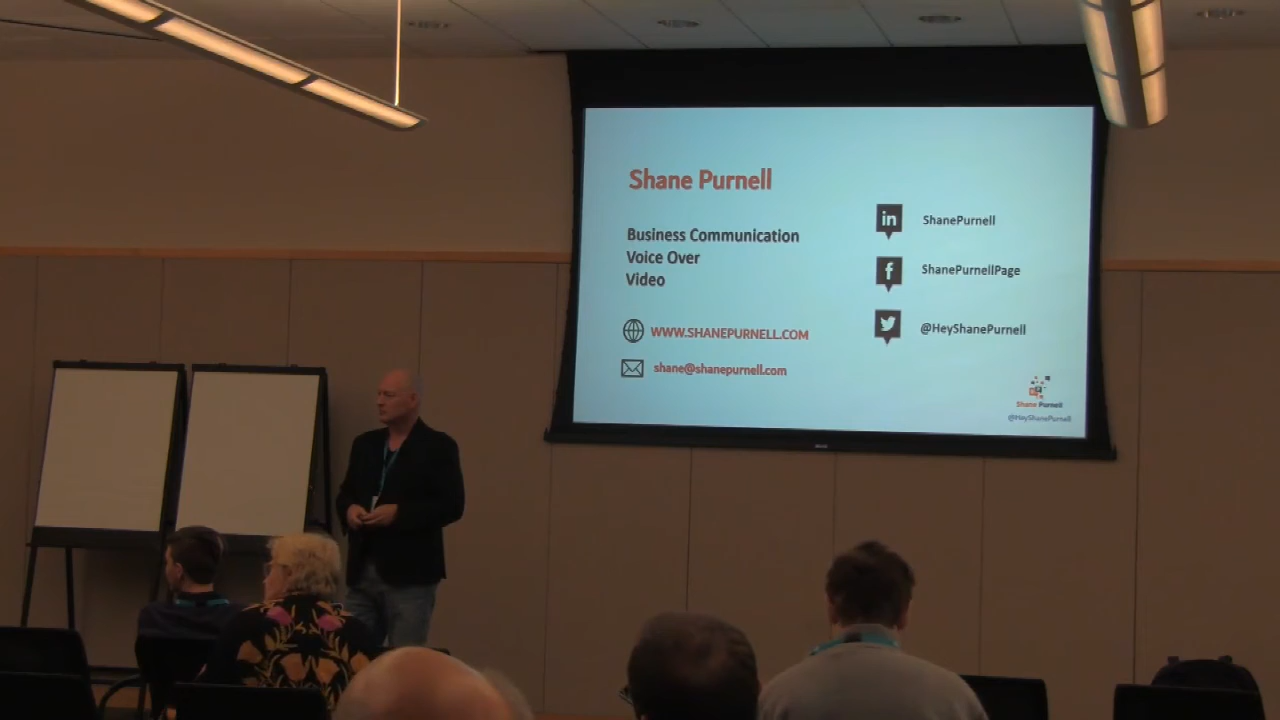 Shane Purnell
Business Communication
Voice Over
Video
WWW.SHANEPURNELL.COM
shane@shanepurnell.com
in
ShanePurnell
f
ShanePurnellPage
@HeyShanePurnell
Shane Purnell
@HeyShanePurnell